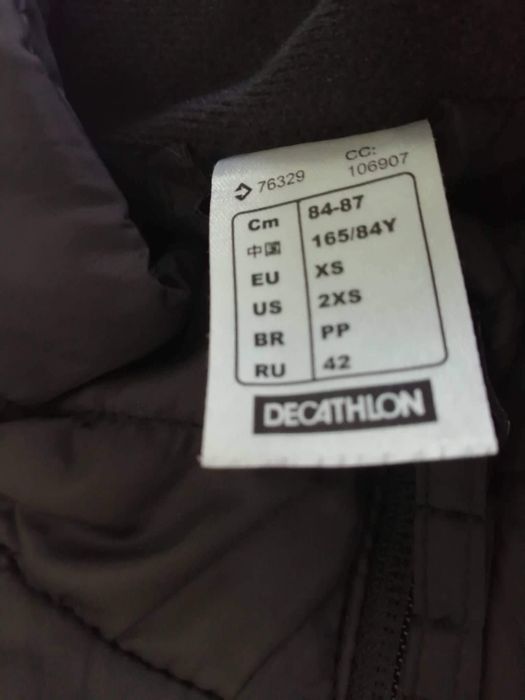 76329
CC:
106907
Cm 84-87
中国 165/84Y
EU XS
US 2XS
BR PP
RU 42
DECATHLON